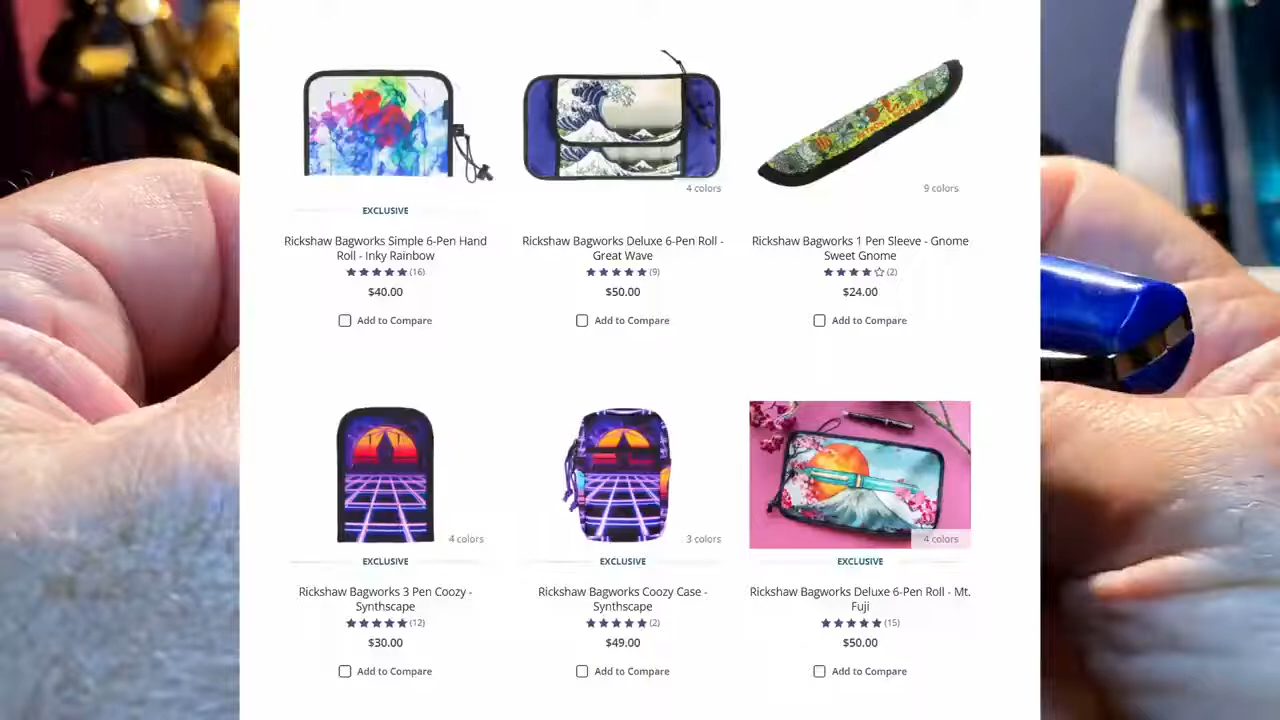 4 colors
9 colors
EXCLUSIVE
Rickshaw Bagworks Simple 6-Pen Hand
Roll - Inky Rainbow
(16)
$40.00
Add to Compare
Rickshaw Bagworks Deluxe 6-Pen Roll -
Great Wave
(9)
$50.00
Add to Compare
Rickshaw Bagworks 1 Pen Sleeve - Gnome
Sweet Gnome
(2)
$24.00
Add to Compare
4 colors
3 colors
4 colors
EXCLUSIVE
Rickshaw Bagworks 3 Pen Coozy -
Synthscape
(12)
$30.00
Add to Compare
EXCLUSIVE
Rickshaw Bagworks Coozy Case -
Synthscape
(2)
$49.00
Add to Compare
EXCLUSIVE
Rickshaw Bagworks Deluxe 6-Pen Roll - Mt.
Fuji
(15)
$50.00
Add to Compare